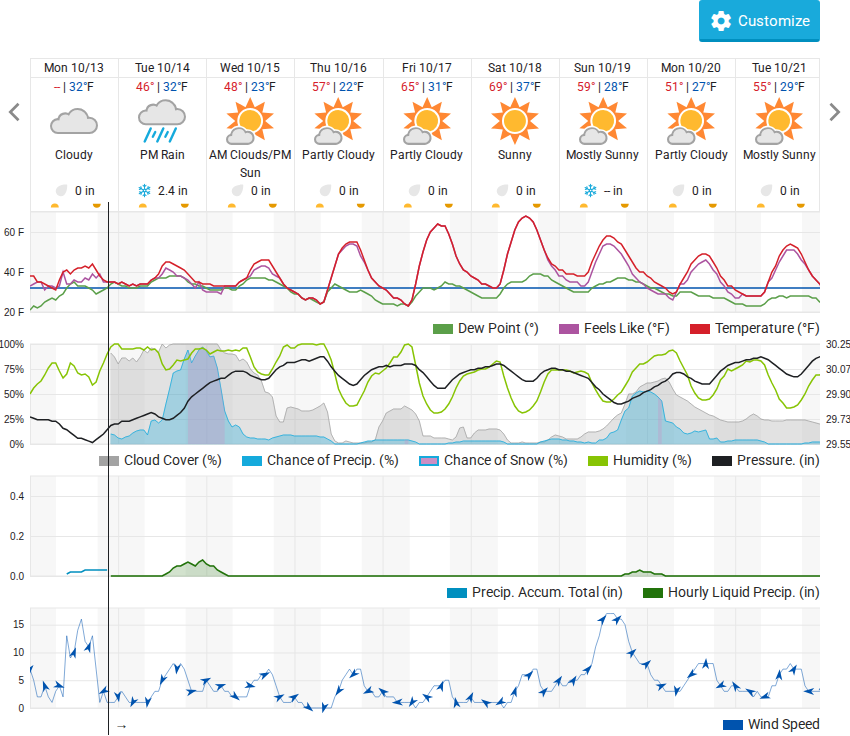 Customize
Mon 10/13 Tue 10/14 Wed 10/15 Thu 10/16 Fri 10/17 Sat 10/18 Sun 10/19 Mon 10/20 Tue 10/21
-- | 32°F 46° | 32°F 48° | 23°F 57° | 22°F 65° | 31°F 69° | 37°F 59° | 28°F 51° | 27°F 55° | 29°F
Cloudy PM Rain AM Clouds/PM Partly Cloudy Partly Cloudy Sunny Mostly Sunny Partly Cloudy Mostly Sunny
Sun
0 in 2.4 in 0 in 0 in 0 in 0 in -- in 0 in 0 in
60 F
40 F
20 F
Dew Point (°) Feels Like (°F) Temperature (°F)
100% 30.25
75% 30.07
50% 29.90
25% 29.73
0% 29.55
Cloud Cover (%) Chance of Precip. (%) Chance of Snow (%) Humidity (%) Pressure. (in)
0.4
0.2
0.0
Precip. Accum. Total (in) Hourly Liquid Precip. (in)
15
10
5
0
→
Wind Speed